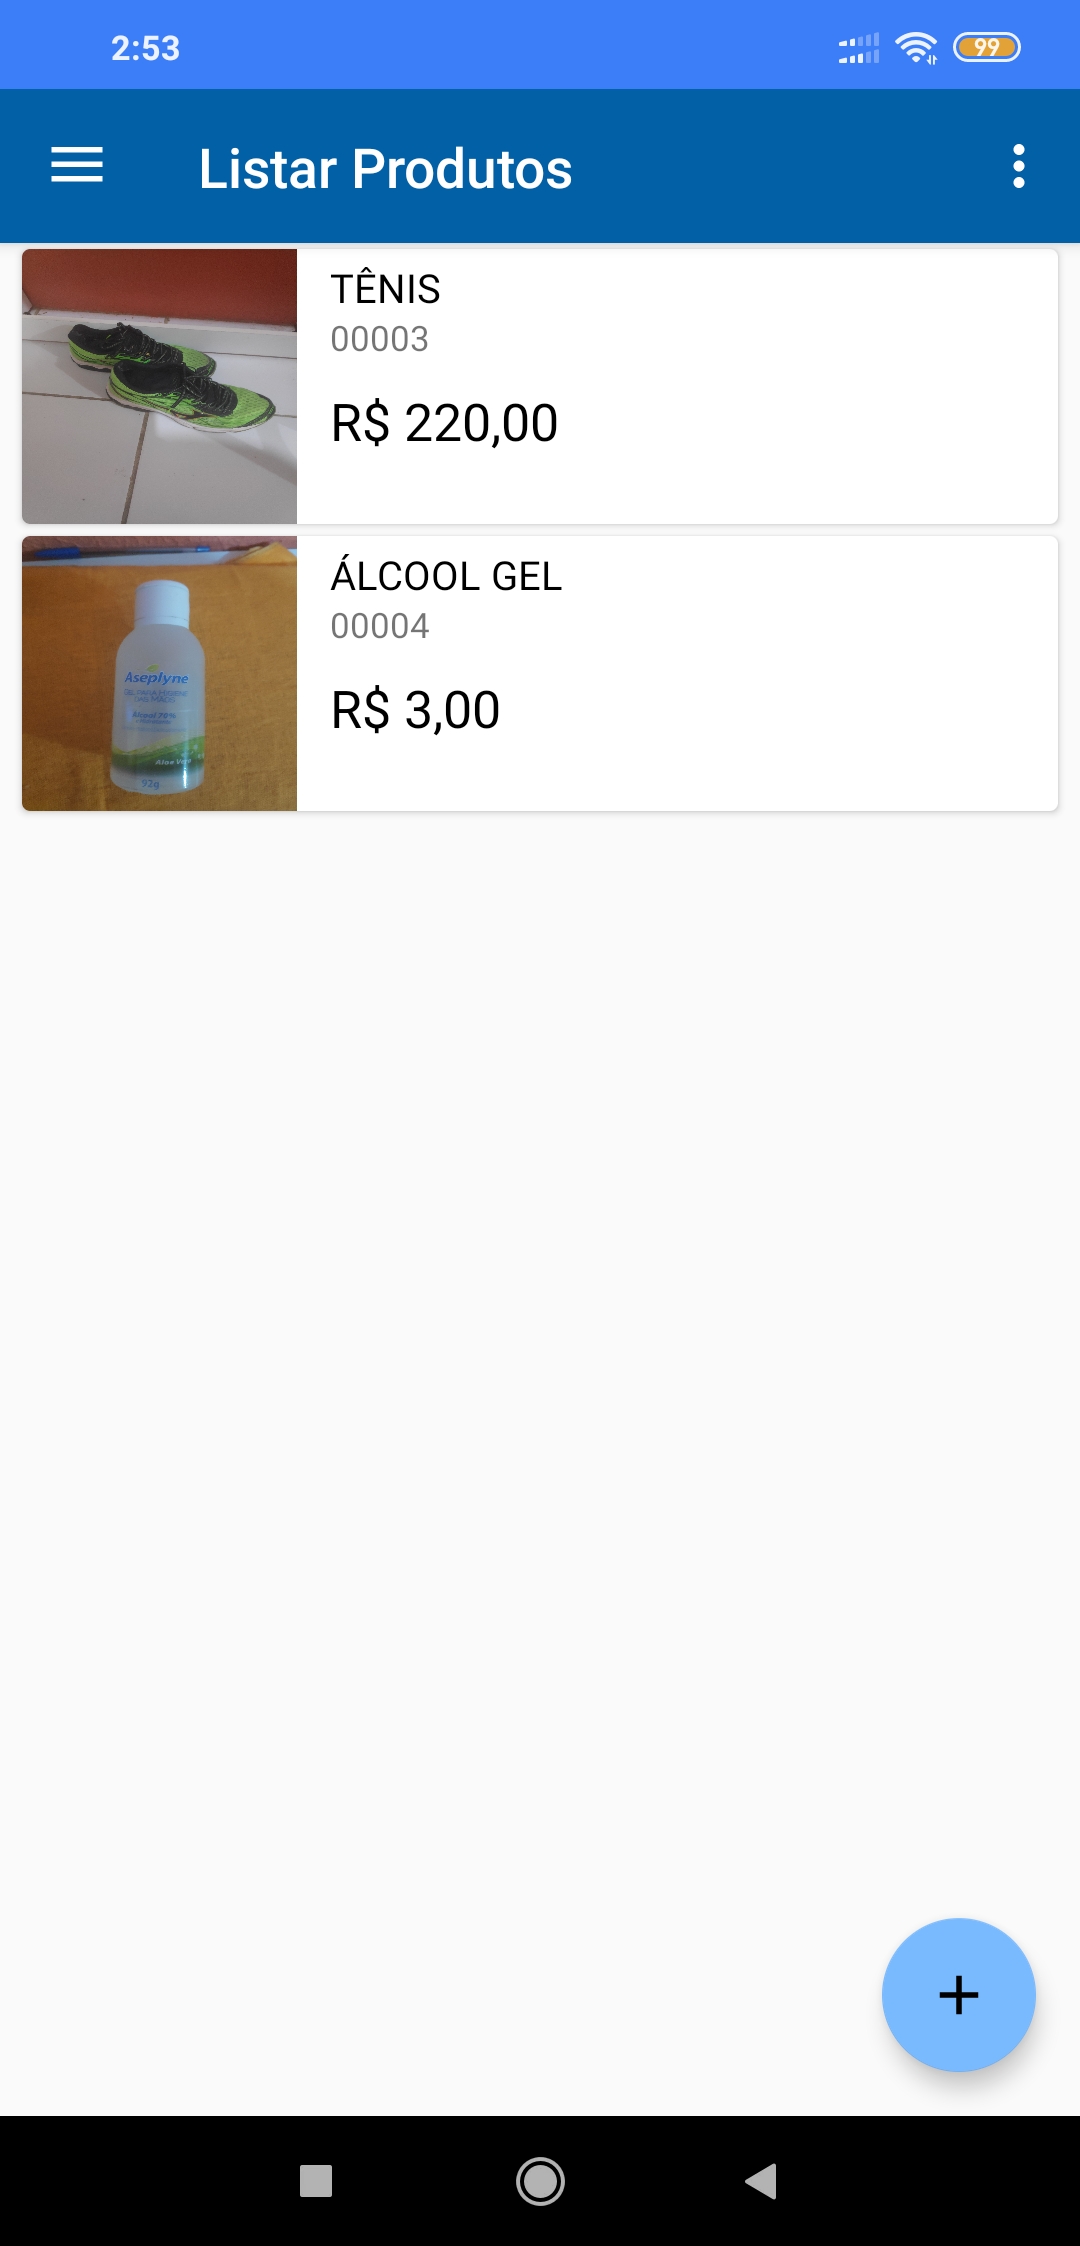 2:53
99
Listar Produtos
TÊNIS
00003
R$ 220,00
ÁLCOOL GEL
00004
R$ 3,00
Aseplyne
GEL PARA HIGIENE
DAS MÃOS
Álcool 70%
Aloe Vera
92g